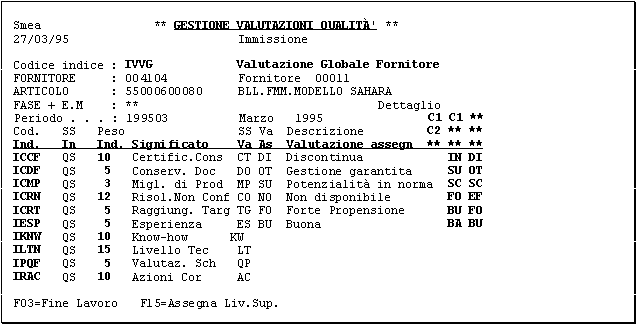 Smea ** GESTIONE VALUTAZIONI QUALITA' **
27/03/95 Immissione
Codice indice : IVVG Valutazione Globale Fornitore
FORNITORE : 004104 Fornitore 00011
ARTICOLO : 55000600080 BLL.FMM.MODELLO SAHARA
FASE + E.M : ** Dettaglio
Periodo . . . : 199503 Marzo 1995 C1 C1 **
Cod. SS Peso SS Va Descrizione C2 ** **
Ind. In Ind. Significato Va As Valutazione assegn ** ** **
ICCF QS 10 Certific.Cons CT DI Discontinua IN DI
ICDF QS 5 Conserv. Doc DO OT Gestione garantita SU OT
ICMP QS 3 Migl. di Prod MP SU Potenzialità in norma SC SC
ICRN QS 12 Risol.Non Conf CO NO Non disponibile FO EF
ICRT QS 5 Raggiung. Targ TG FO Forte Propensione BU FO
IESP QS 5 Esperienza ES BU Buona BA BU
IKNW QS 10 Know-how KW
ILTN QS 15 Livello Tec LT
IPQF QS 5 Valutaz. Sch QP
IRAC QS 10 Azioni Cor AC
F03=Fine Lavoro F15=Assegna Liv.Sup.